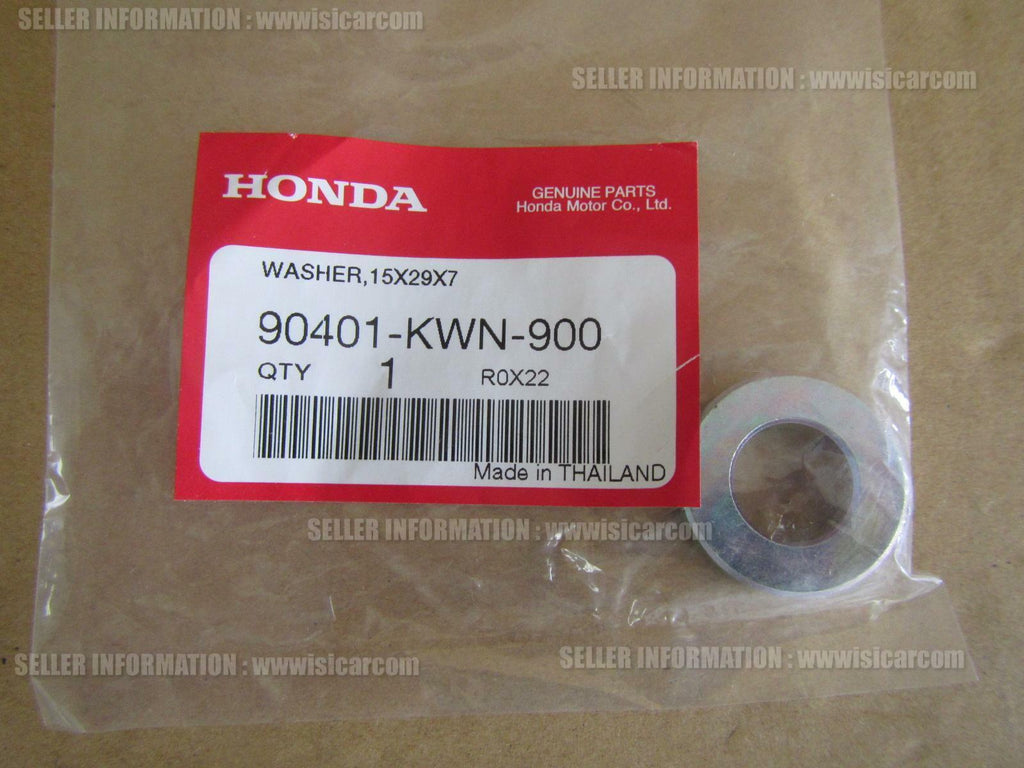 SELLER INFORMATION : wwwisicarcom
SELLER INFORMATION : wwwisicarcom
HONDA
GENUINE PARTS
Honda Motor Co., Ltd.
WASHER,15X29X7
90401-KWN-900
QTY 1 R0X22
Made in THAILAND
SELLER INFORMATION : wwwisicarcom
SELLER INFORMATION : wwwisicarcom
SELLER INFORMATION : wwwisicarcom